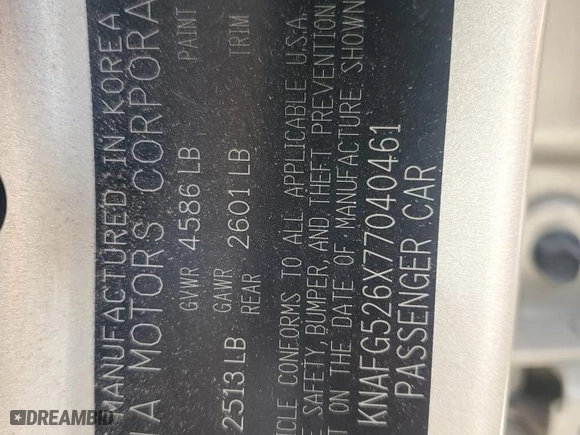 MANUFACTURED IN KOREA
MOTORS CORPORA
GVWR 4586 LB PAINT
2513 LB GAWR REAR 2601 LB TRIM
ICLE CONFORMS TO ALL APPLICABLE U.S.A.
SAFETY, BUMPER, AND THEFT PREVENTION
ON THE DATE OF MANUFACTURE SHOWN
KNAFG526X77040461
PASSENGER CAR
DREAMBID